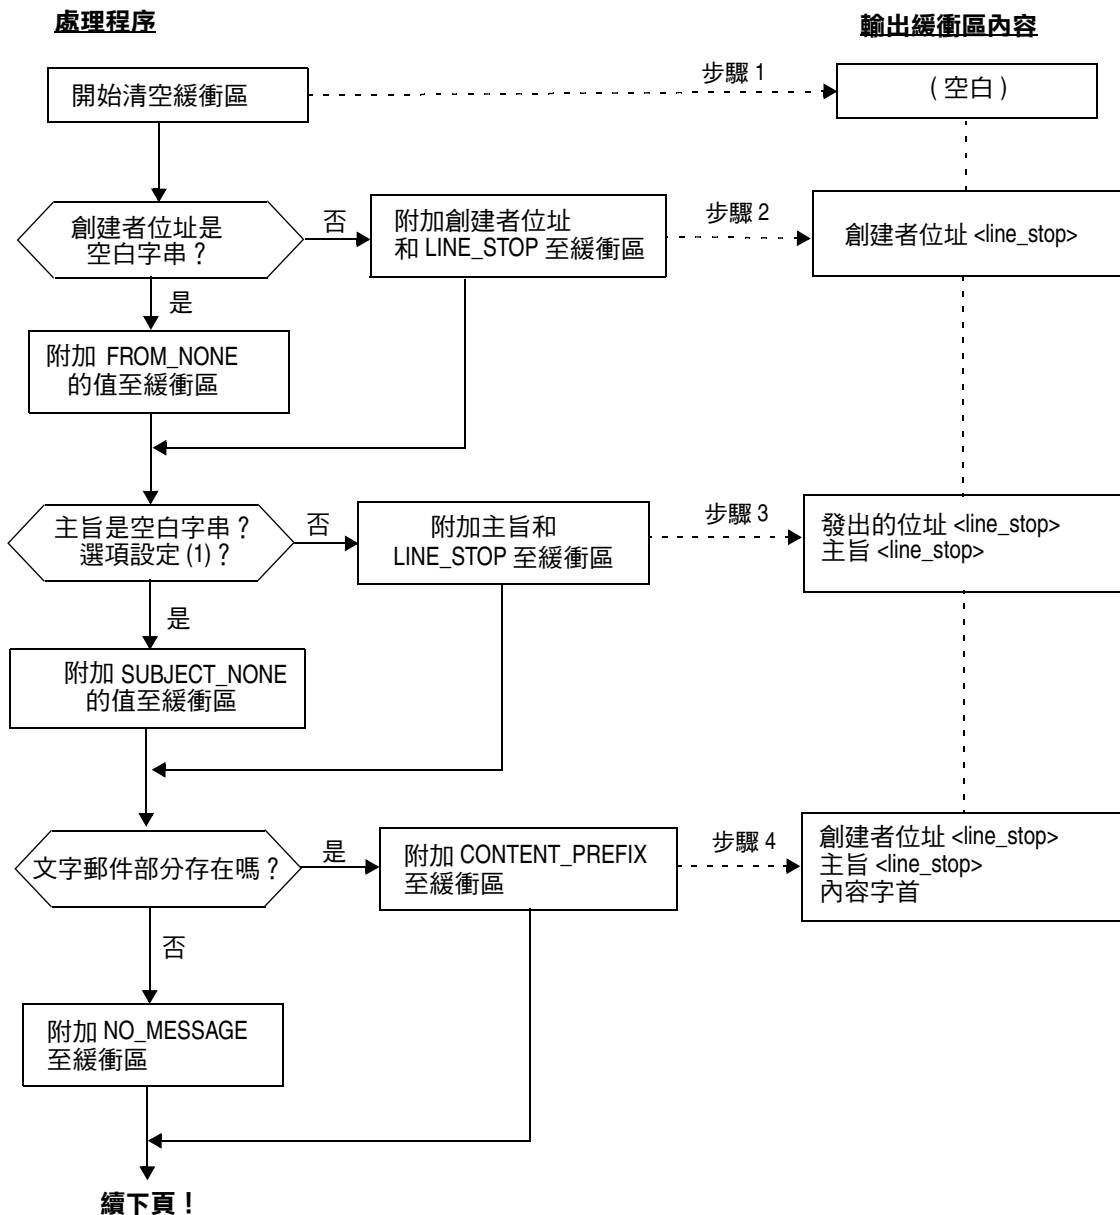 處理程序
輸出緩衝區內容
開始清空緩衝區
步驟 1
( 空白 )
創建者位址是
空白字串？
否
附加創建者位址
和 LINE_STOP 至緩衝區
步驟 2
創建者位址 <line_stop>
是
附加 FROM_NONE
的值至緩衝區
主旨是空白字串？
選項設定 (1)？
否
附加主旨和
LINE_STOP 至緩衝區
步驟 3
發出的位址 <line_stop>
主旨 <line_stop>
是
附加 SUBJECT_NONE
的值至緩衝區
文字郵件部分存在嗎？
是
附加 CONTENT_PREFIX
至緩衝區
步驟 4
創建者位址 <line_stop>
主旨 <line_stop>
內容字首
否
附加 NO_MESSAGE
至緩衝區
續下頁！